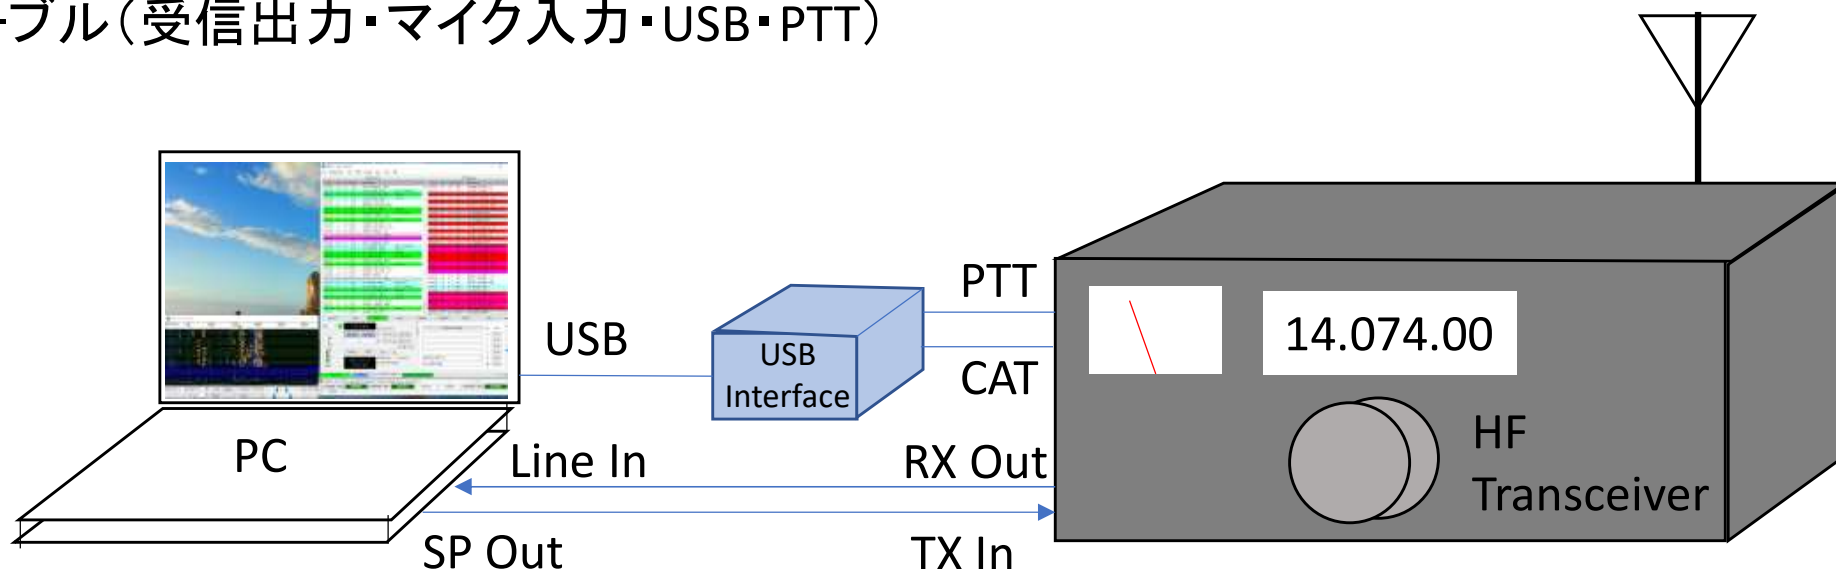 ーブル（受信出力・マイク入力・USB・PTT）
PTT
14.074.00
USB
USB
Interface
CAT
HF
Transceiver
PC
Line In
RX Out
SP Out
TX In